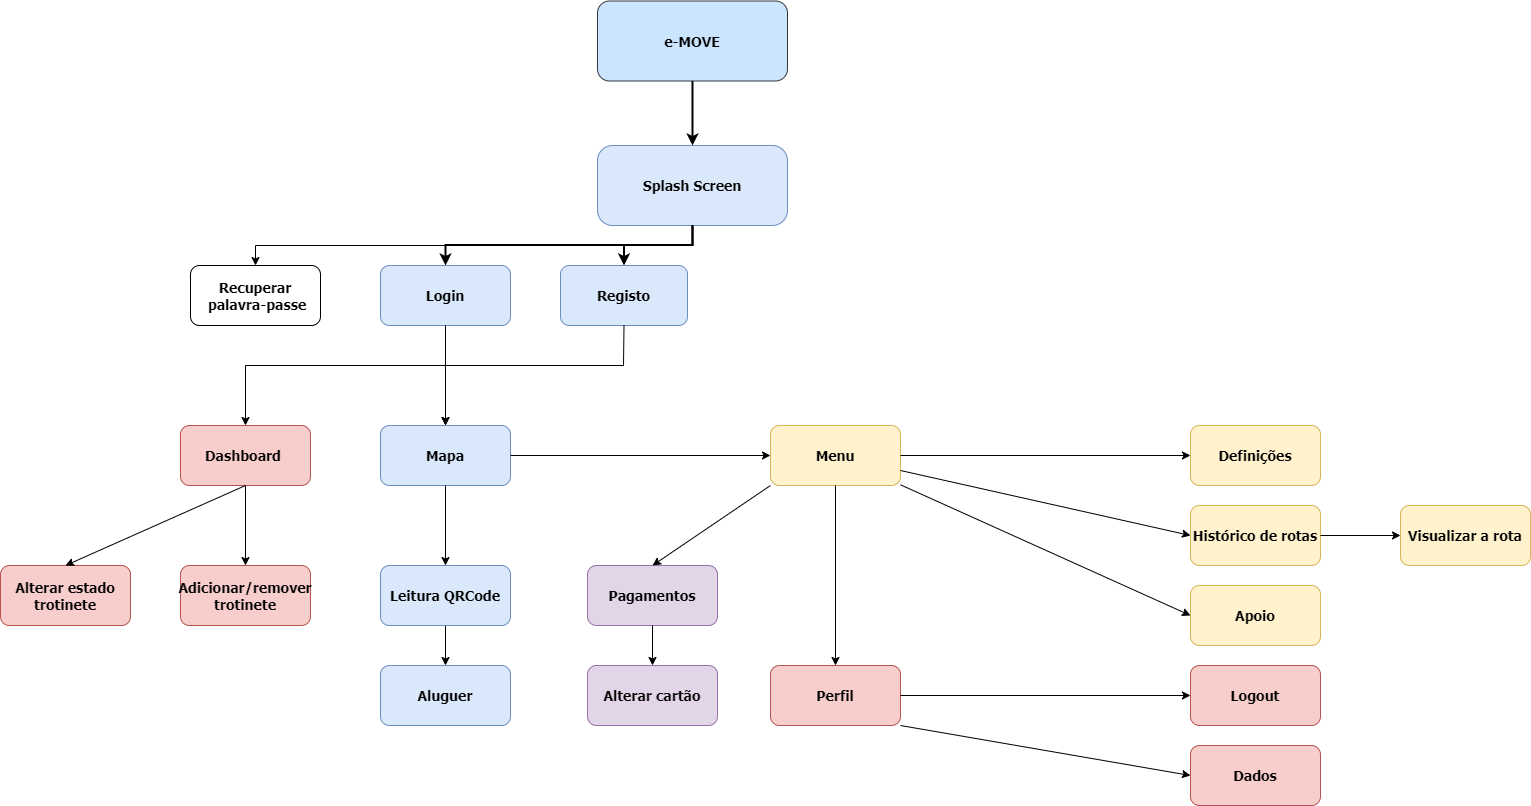 e-MOVE
Splash Screen
Recuperar
palavra-passe
Login
Registo
Dashboard
Mapa
Menu
Definições
Histórico de rotas
Visualizar a rota
Alterar estado
trotinete
Adicionar/remover
trotinete
Leitura QRCode
Pagamentos
Apoio
Aluguer
Alterar cartão
Perfil
Logout
Dados